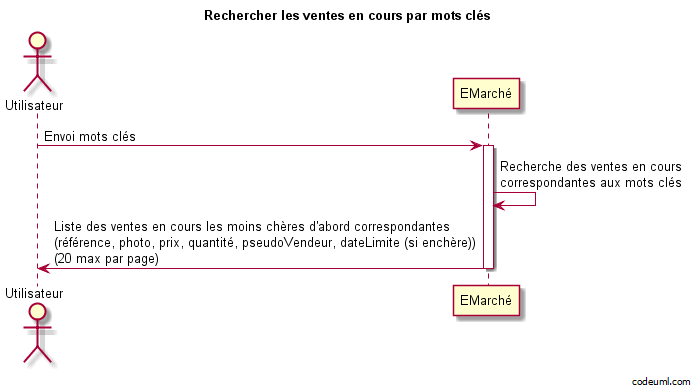 Rechercher les ventes en cours par mots clés
Utilisateur
EMarché
Envoi mots clés
Recherche des ventes en cours
correspondantes aux mots clés
Liste des ventes en cours les moins chères d'abord correspondantes
(référence, photo, prix, quantité, pseudoVendeur, dateLimite (si enchère))
(20 max par page)
Utilisateur
EMarché
codeuml.com